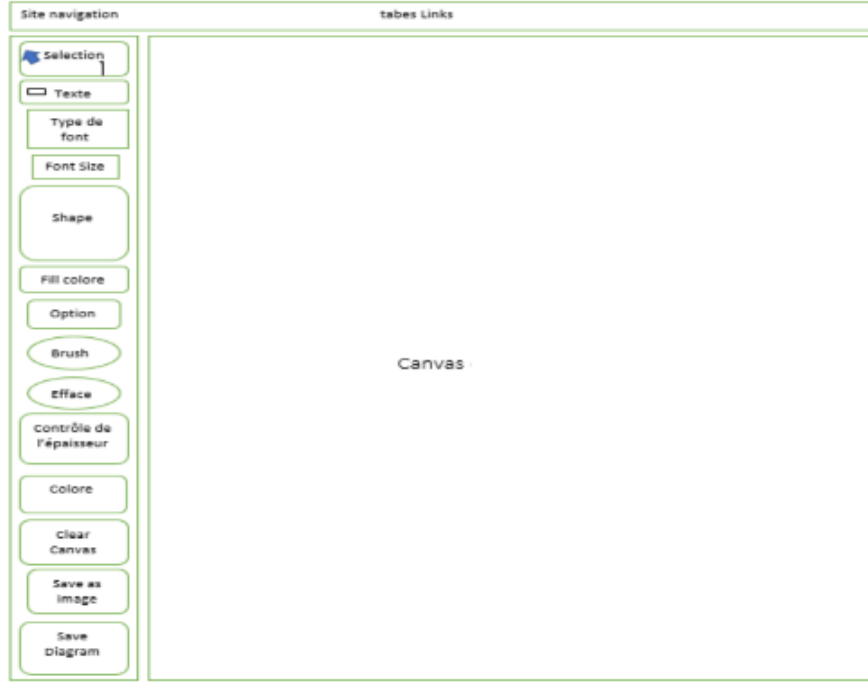 Site navigation
tabes Links
Selection
Texte
Type de
font
Font Size
Shape
Fill colore
Option
Brush
Efface
Contrôle de
l'épaisseur
Colore
Clear
Canvas
Save as
image
Save
Diagram
Canvas